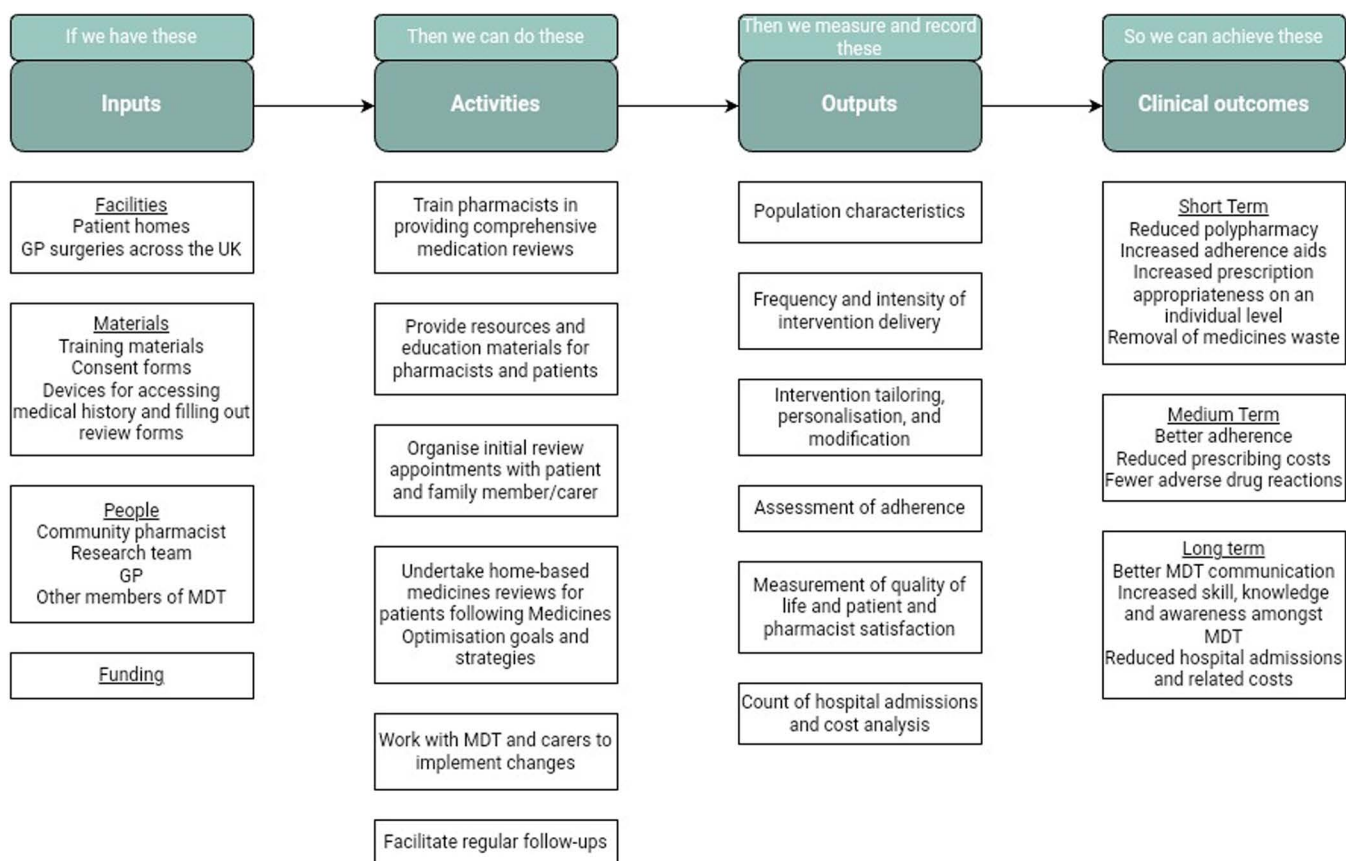 If we have these
Inputs
Facilities
Patient homes
GP surgeries across the UK
Materials
Training materials
Consent forms
Devices for accessing
medical history and filling out
review forms
People
Community pharmacist
Research team
GP
Other members of MDT
Funding
Then we can do these
Activities
Train pharmacists in
providing comprehensive
medication reviews
Provide resources and
education materials for
pharmacists and patients
Organise initial review
appointments with patient
and family member/carer
Undertake home-based
medicines reviews for
patients following Medicines
Optimisation goals and
strategies
Work with MDT and carers to
implement changes
Facilitate regular follow-ups
Then we measure and record
these
Outputs
Population characteristics
Frequency and intensity of
intervention delivery
Intervention tailoring,
personalisation, and
modification
Assessment of adherence
Measurement of quality of
life and patient and
pharmacist satisfaction
Count of hospital admissions
and cost analysis
So we can achieve these
Clinical outcomes
Short Term
Reduced polypharmacy
Increased adherence aids
Increased prescription
appropriateness on an
individual level
Removal of medicines waste
Medium Term
Better adherence
Reduced prescribing costs
Fewer adverse drug reactions
Long term
Better MDT communication
Increased skill, knowledge
and awareness amongst
MDT
Reduced hospital admissions
and related costs